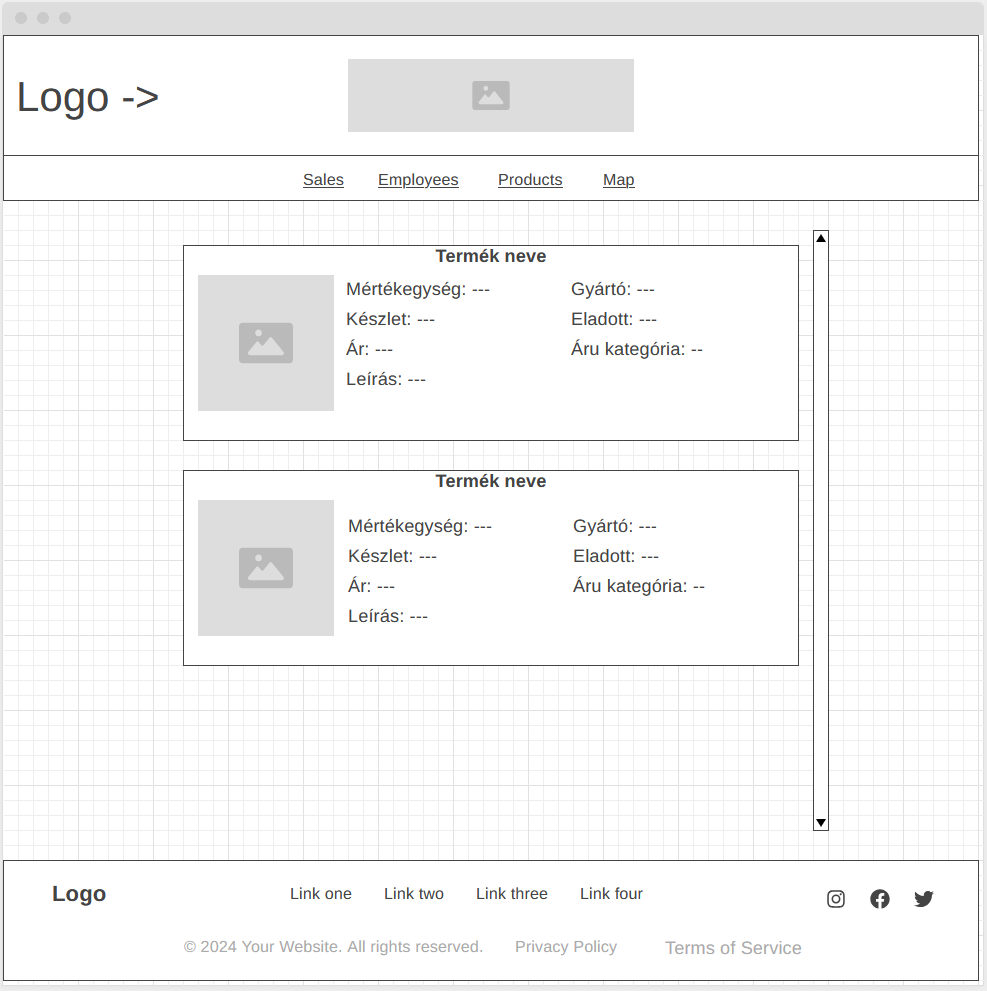 Logo ->
Sales Employees Products Map
Termék neve
Mértékegység: --- Gyártó: ---
Készlet: --- Eladott: ---
Ár: --- Áru kategória: --
Leírás: ---
Termék neve
Mértékegység: --- Gyártó: ---
Készlet: --- Eladott: ---
Ár: --- Áru kategória: --
Leírás: ---
Logo Link one Link two Link three Link four
© 2024 Your Website. All rights reserved. Privacy Policy Terms of Service